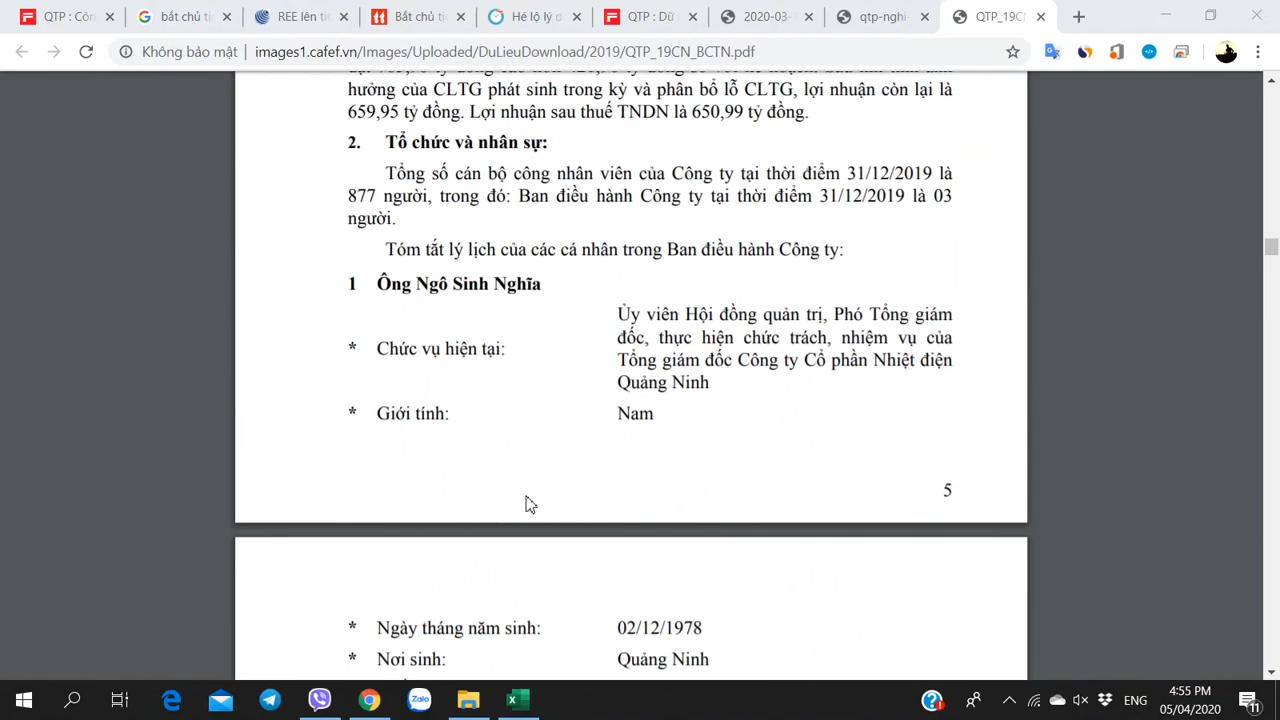 QTP : Côn
bất chủ tị
REE lên tiế
Bất chủ tị
Hé lộ lý d
QTP : Dữ
2020-03-
qtp-nghi
QTP_19CN
Không bảo mật
images1.cafef.vn/Images/Uploaded/DuLieuDownload/2019/QTP_19CN_BCTN.pdf
hưởng của CLTG phát sinh trong kỳ và phân bổ lỗ CLTG, lợi nhuận còn lại là
659,95 tỷ đồng. Lợi nhuận sau thuế TNDN là 650,99 tỷ đồng.
2. Tổ chức và nhân sự:
Tổng số cán bộ công nhân viên của Công ty tại thời điểm 31/12/2019 là
877 người, trong đó: Ban điều hành Công ty tại thời điểm 31/12/2019 là 03
người.
Tóm tắt lý lịch của các cá nhân trong Ban điều hành Công ty:
1 Ông Ngô Sinh Nghĩa
Ủy viên Hội đồng quản trị, Phó Tổng giám
đốc, thực hiện chức trách, nhiệm vụ của
* Chức vụ hiện tại:
Tổng giám đốc Công ty Cổ phần Nhiệt điện
Quảng Ninh
* Giới tính: Nam
5
* Ngày tháng năm sinh: 02/12/1978
* Nơi sinh: Quảng Ninh
Zalo
ENG
4:55 PM
05/04/2020
11